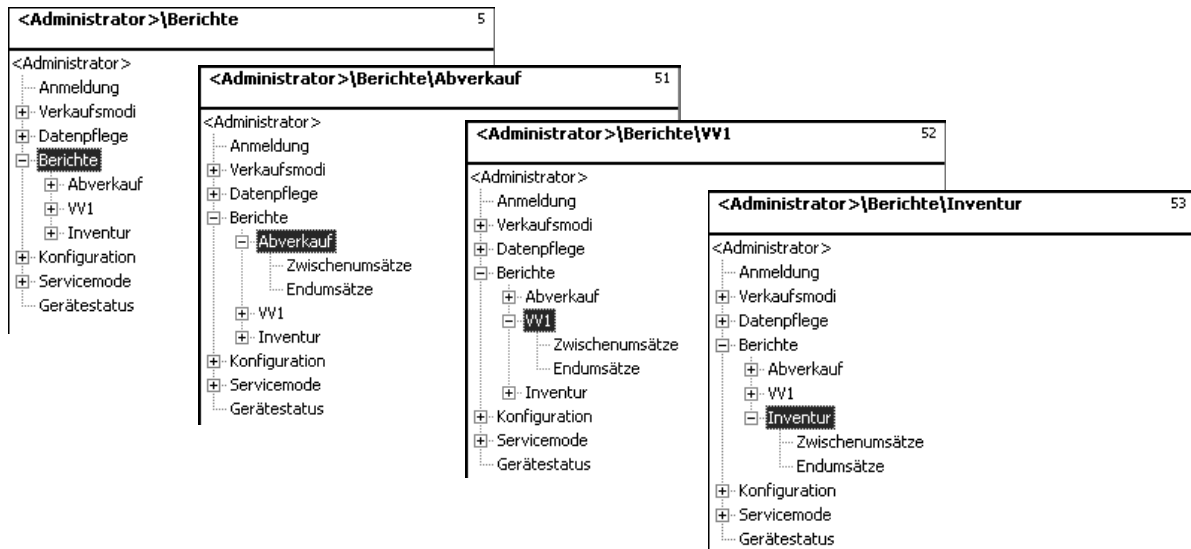 <Administrator>\Berichte 5
<Administrator>
Anmeldung
Verkaufsmodi
Datenpflege
Berichte
Abverkauf
VV1
Inventur
Konfiguration
Servicemode
Gerätestatus
<Administrator>\Berichte\Abverkauf 51
<Administrator>
Anmeldung
Verkaufsmodi
Datenpflege
Berichte
Abverkauf
Zwischenumsätze
Endumsätze
VV1
Inventur
Konfiguration
Servicemode
Gerätestatus
<Administrator>\Berichte\VV1 52
<Administrator>
Anmeldung
Verkaufsmodi
Datenpflege
Berichte
Abverkauf
VV1
Zwischenumsätze
Endumsätze
Inventur
Konfiguration
Servicemode
Gerätestatus
<Administrator>\Berichte\Inventur 53
<Administrator>
Anmeldung
Verkaufsmodi
Datenpflege
Berichte
Abverkauf
VV1
Inventur
Zwischenumsätze
Endumsätze
Konfiguration
Servicemode
Gerätestatus